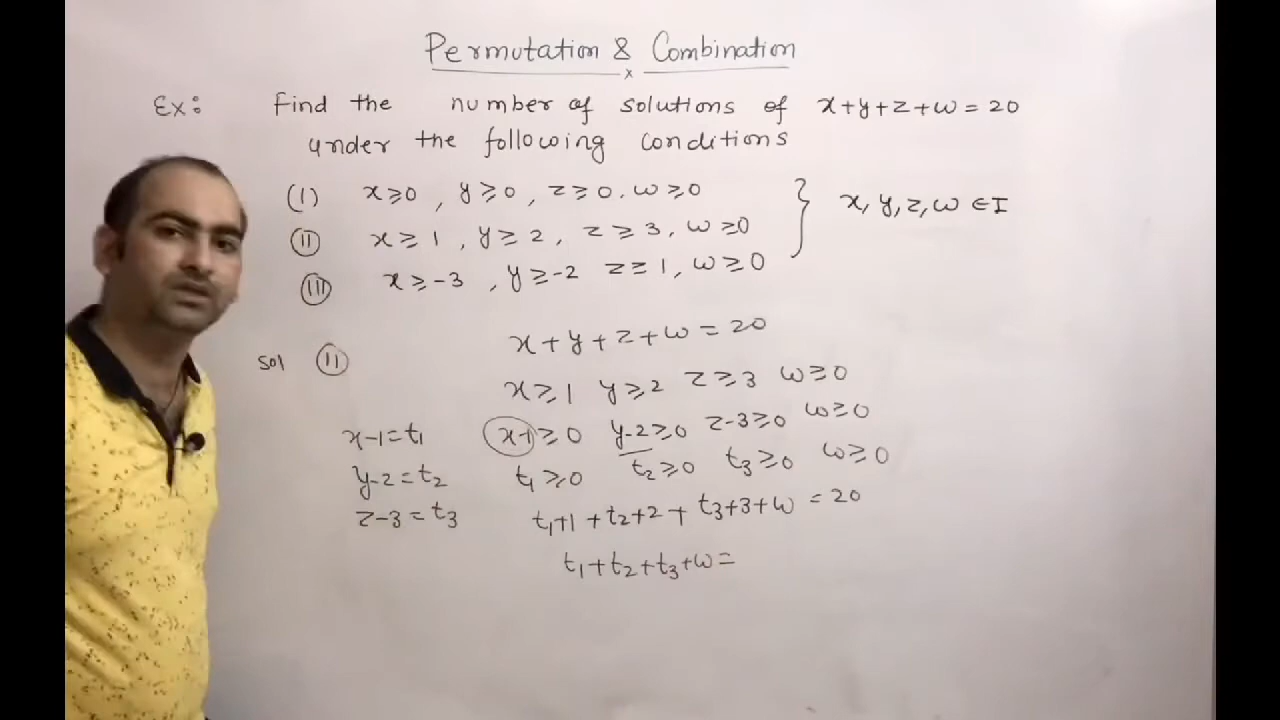 Permutation & Combination
x
Ex: Find the number of solutions of x+y+z+w=20
under the following conditions
(I) x≥0, y≥0, z≥0. w≥0
(II) x≥1, y≥2, z≥3, w≥0
(III) x≥-3, y≥-2 z≥1, w≥0
} x, y, z, w ∈ I
x+y+z+w=20
Sol (II)
x≥1 y≥2 z≥3 w≥0
x-1=t₁ x-1≥0 y-2≥0 z-3≥0 w≥0
y-2=t₂ t₁≥0 t₂≥0 t₃≥0 w≥0
z-3=t₃ t₁+1+t₂+2+t₃+3+w=20
t₁+t₂+t₃+w=